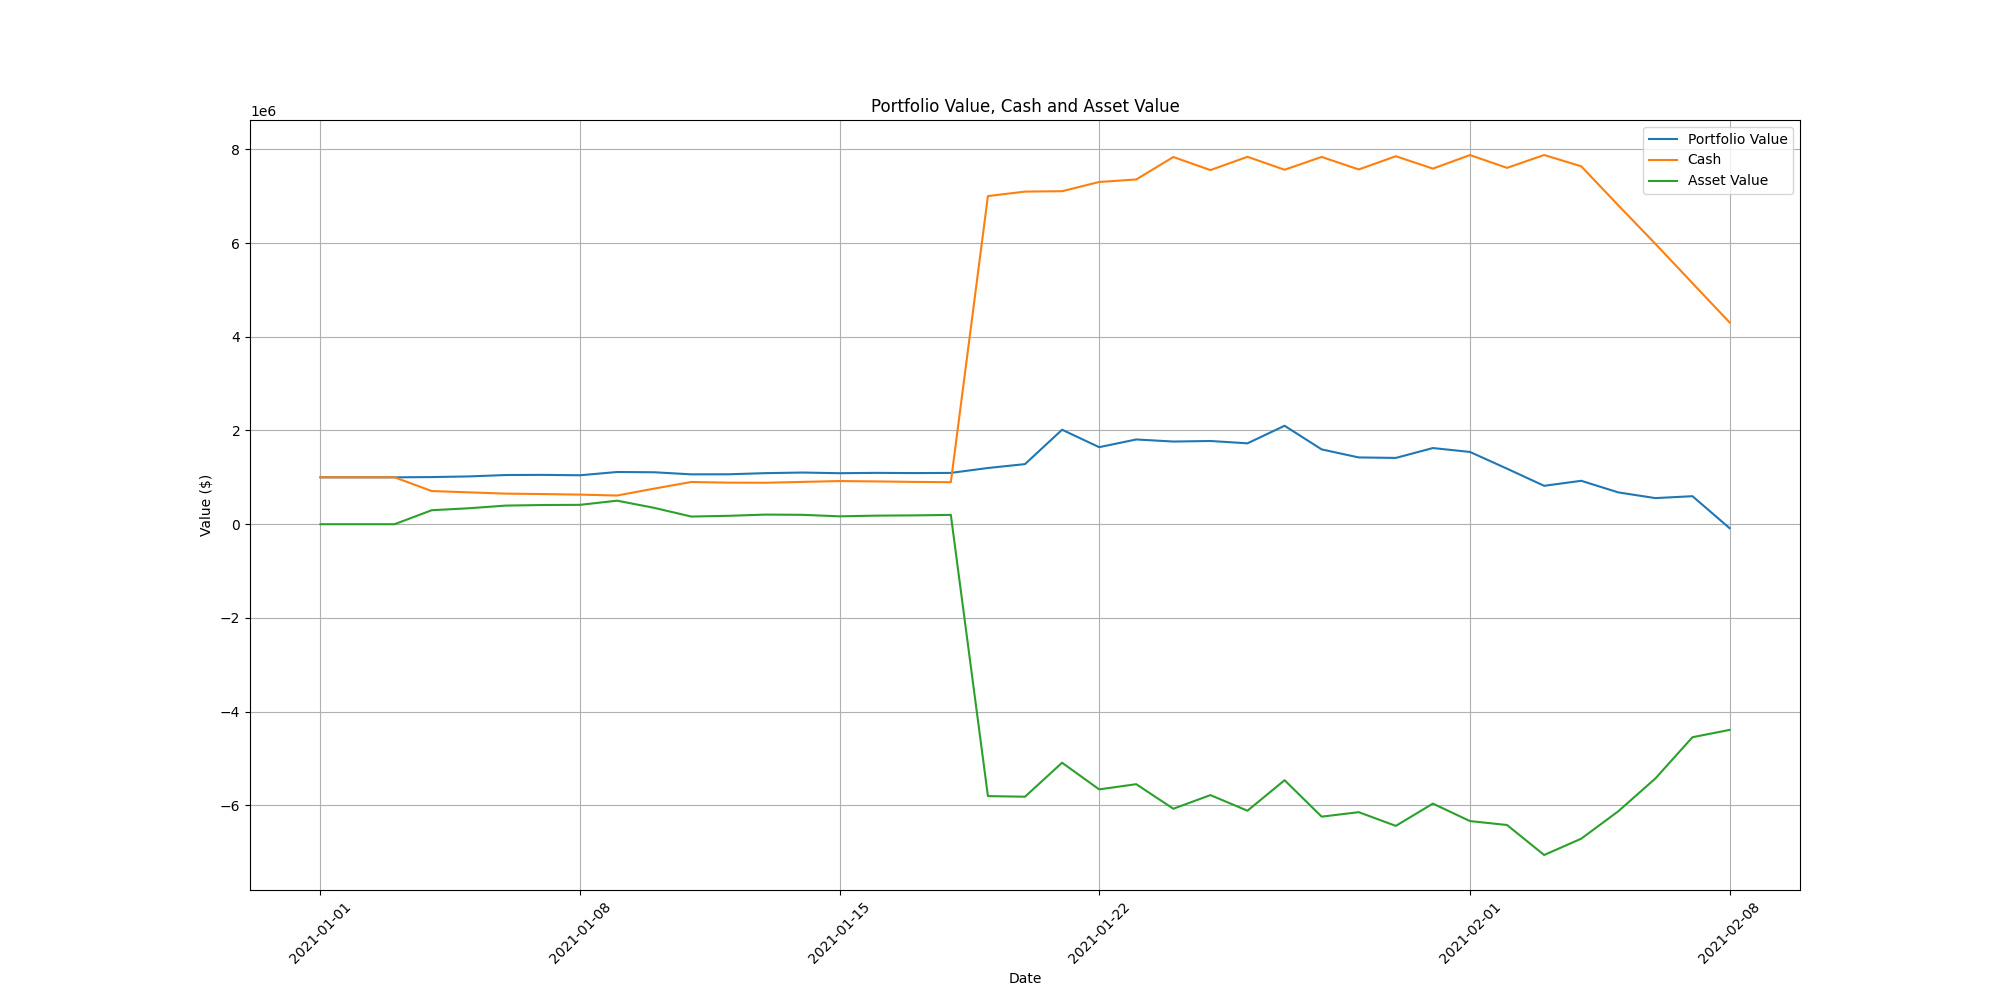 Portfolio Value, Cash and Asset Value
1e6
Portfolio Value
Cash
Asset Value
8
6
4
2
0
−2
−4
−6
Value ($)
2021-01-01
2021-01-08
2021-01-15
2021-01-22
2021-02-01
2021-02-08
Date